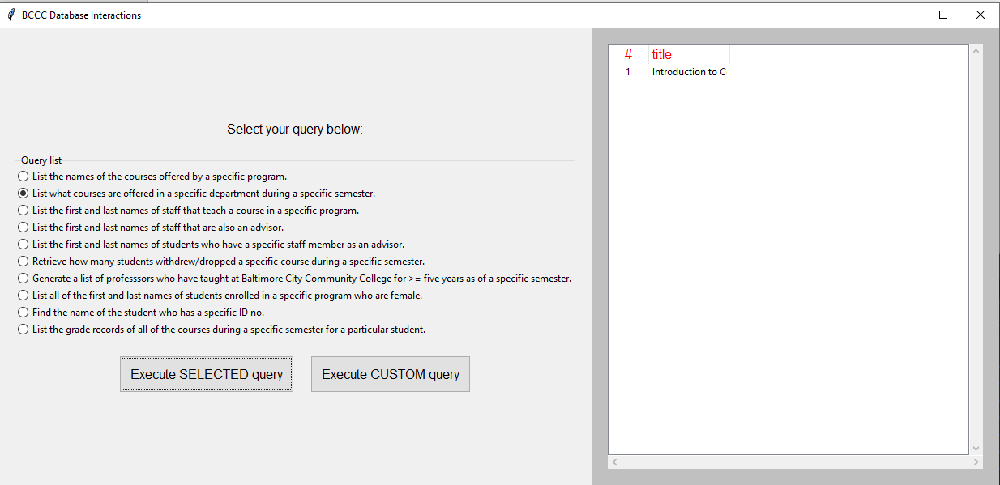 BCCC Database Interactions
Select your query below:
Query list
List the names of the courses offered by a specific program.
List what courses are offered in a specific department during a specific semester.
List the first and last names of staff that teach a course in a specific program.
List the first and last names of staff that are also an advisor.
List the first and last names of students who have a specific staff member as an advisor.
Retrieve how many students withdrew/dropped a specific course during a specific semester.
Generate a list of professsors who have taught at Baltimore City Community College for >= five years as of a specific semester.
List all of the first and last names of students enrolled in a specific program who are female.
Find the name of the student who has a specific ID no.
List the grade records of all of the courses during a specific semester for a particular student.
Execute SELECTED query Execute CUSTOM query
# title
1 Introduction to C